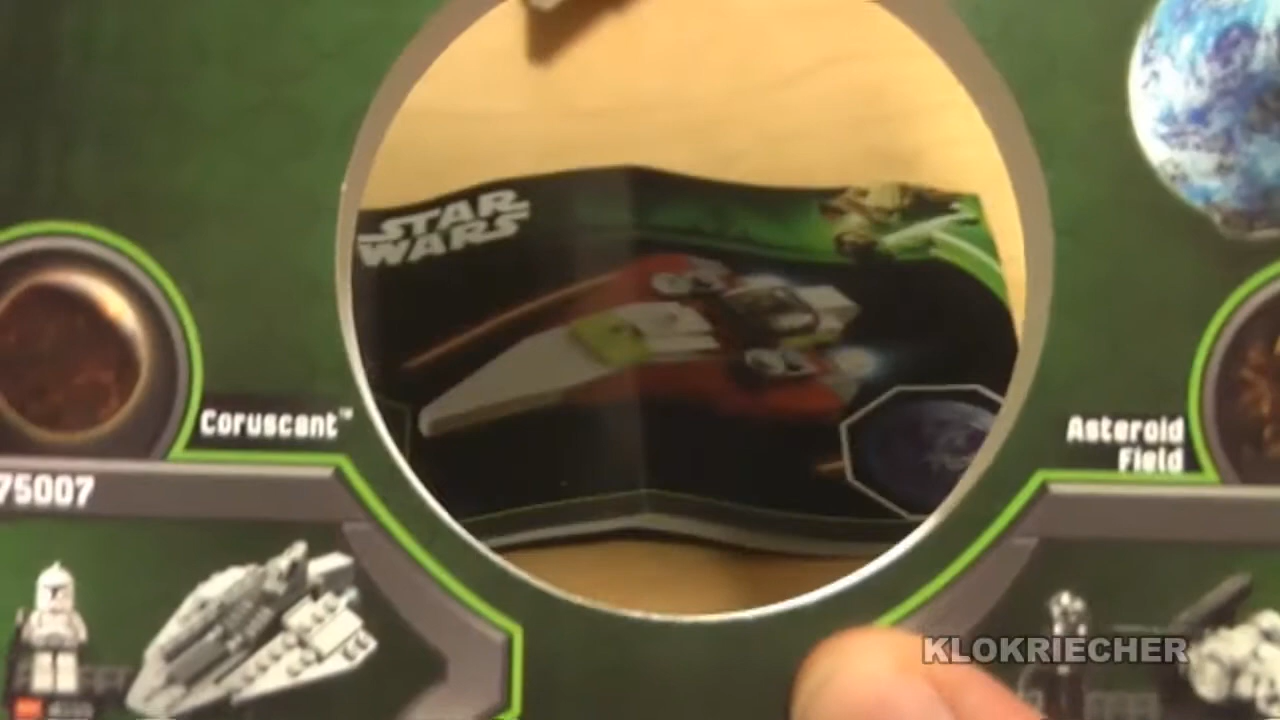 STAR
WARS
Coruscant™
75007
Asteroid
Field
KLOKRIECHER